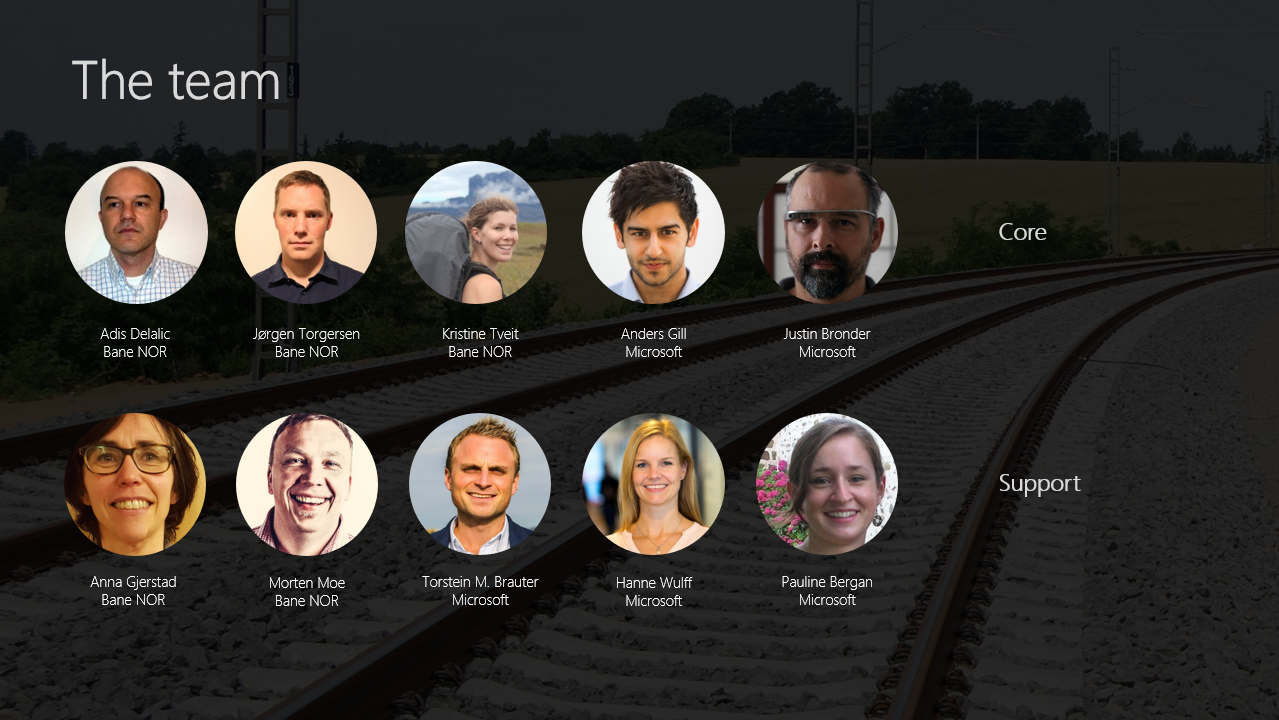 The team
Core
Adis Delalic
Bane NOR
Jørgen Torgersen
Bane NOR
Kristine Tveit
Bane NOR
Anders Gill
Microsoft
Justin Bronder
Microsoft
Support
Anna Gjerstad
Bane NOR
Morten Moe
Bane NOR
Torstein M. Brauter
Microsoft
Hanne Wulff
Microsoft
Pauline Bergan
Microsoft